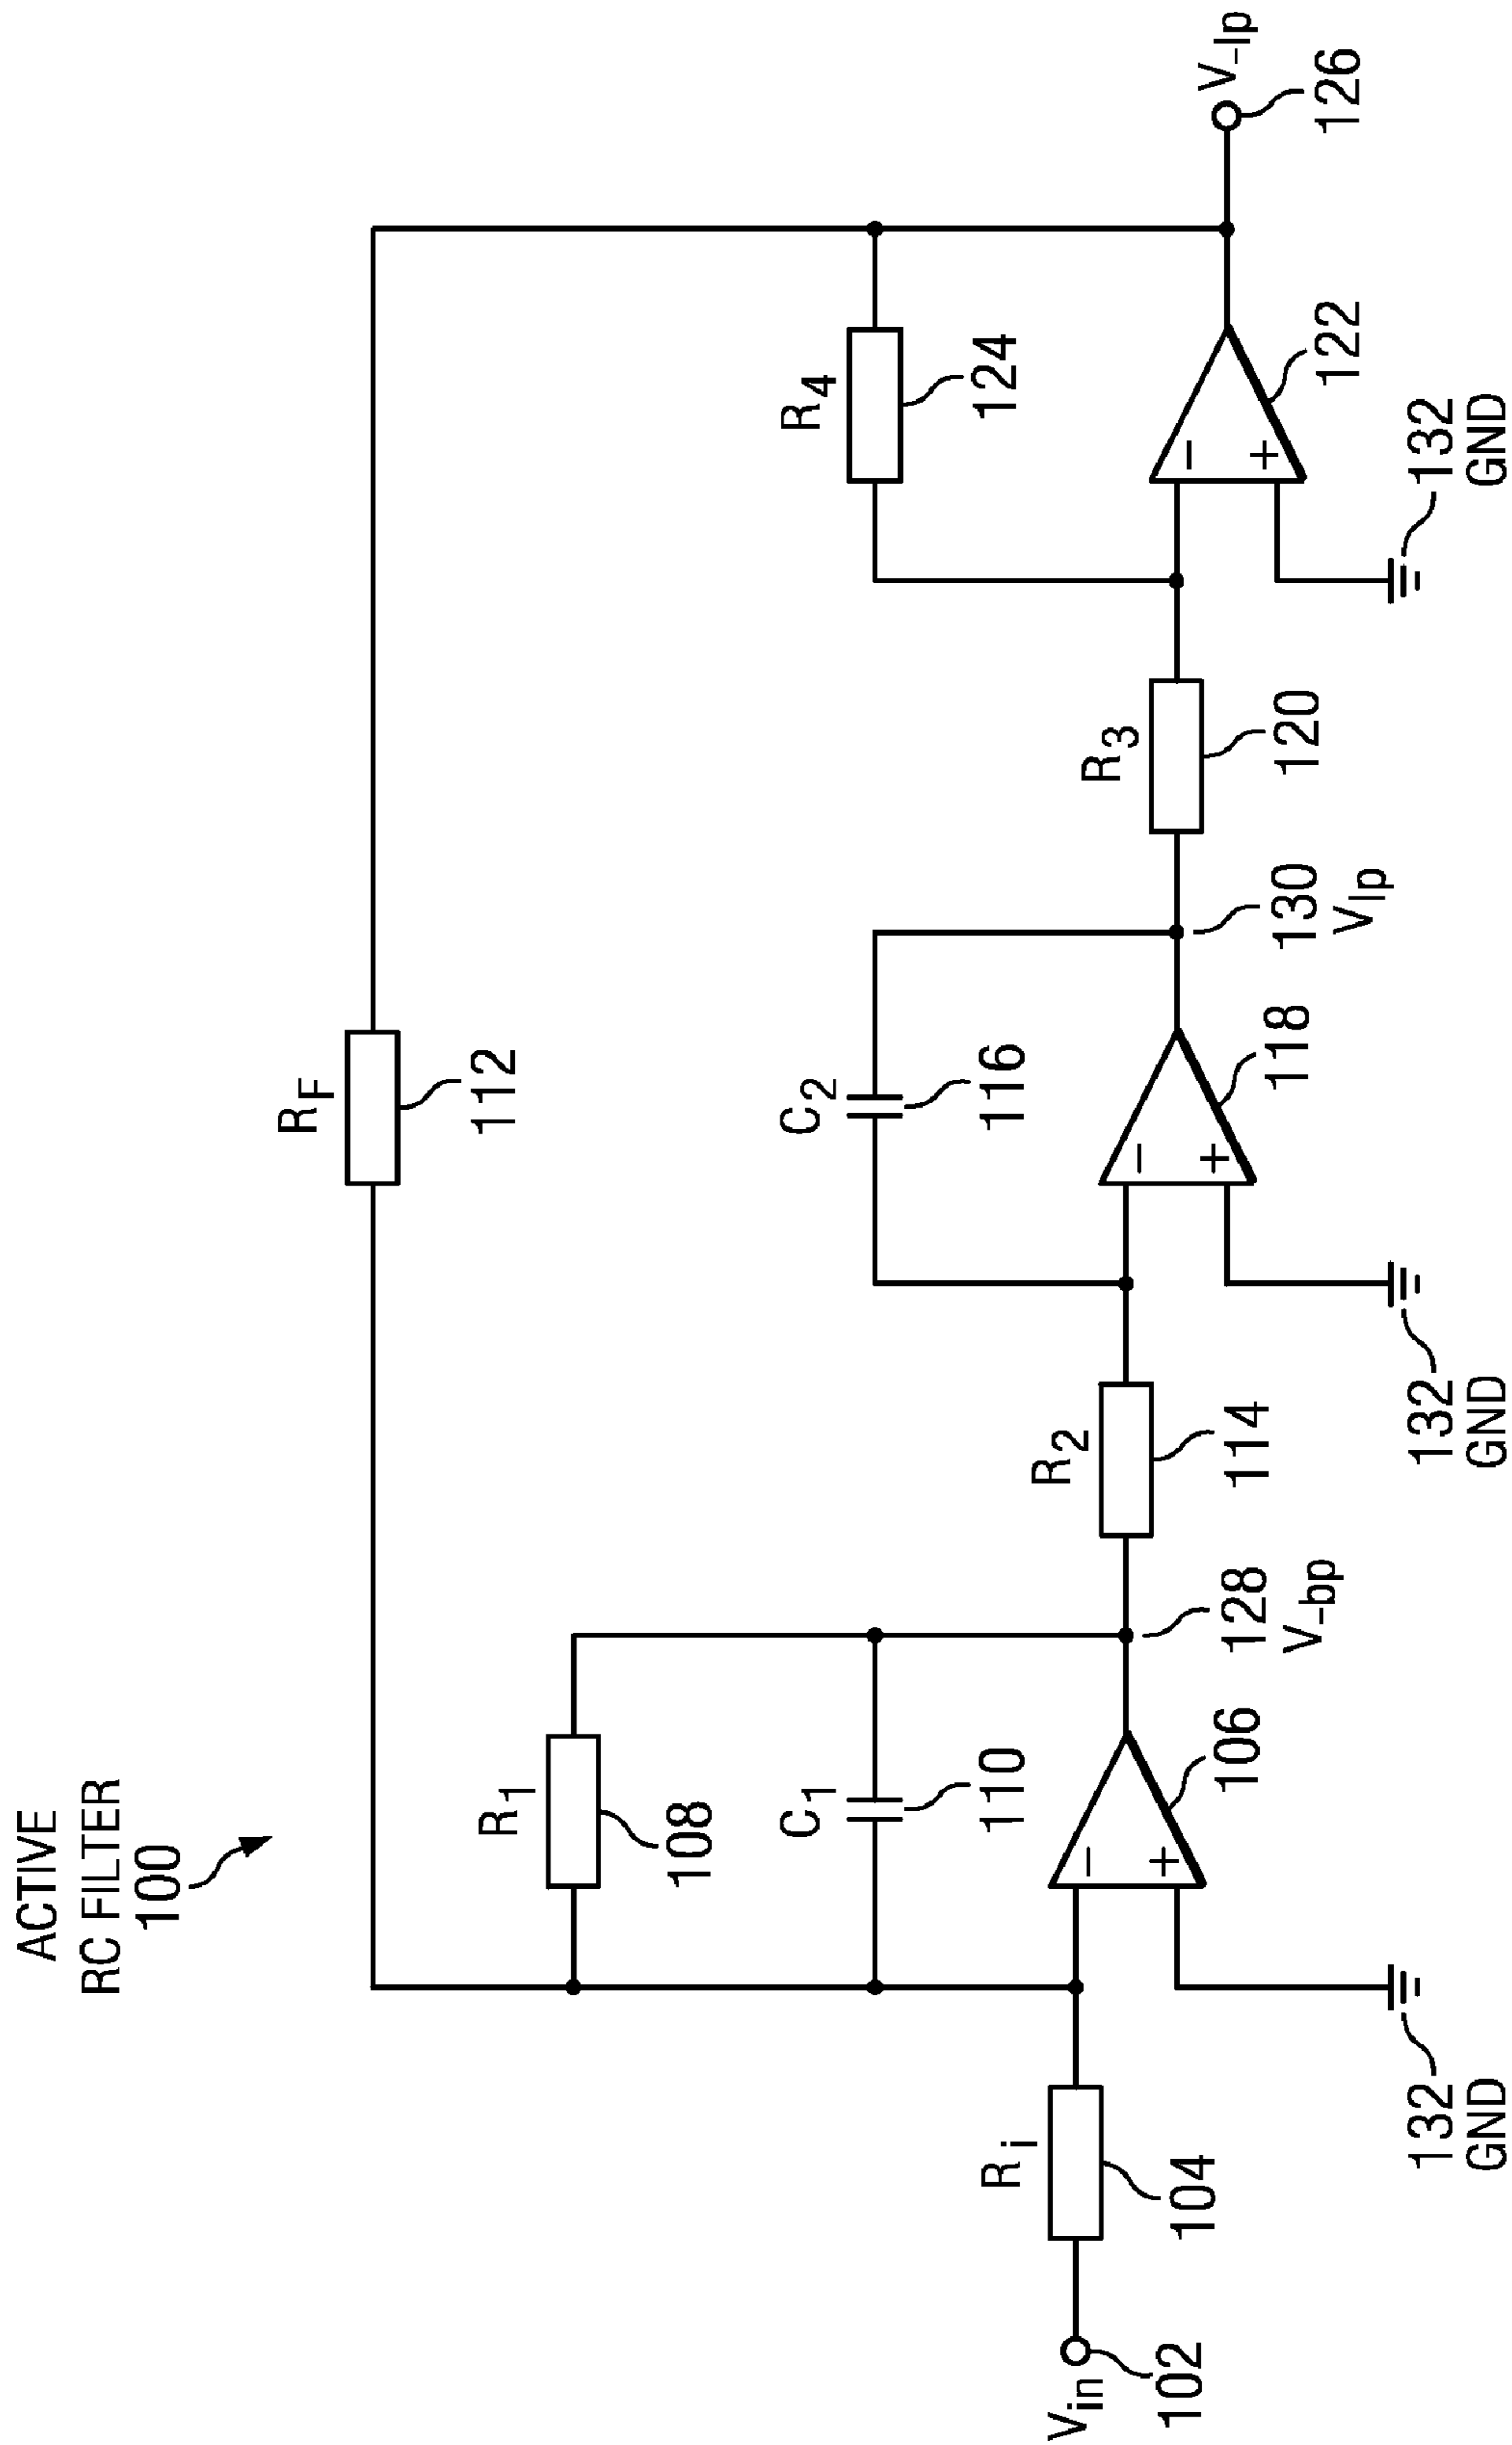 ACTIVE
RC FILTER
100
RF
112
R1
108
C1
110
C2
116
R4
124
Vin
102
Ri
104
−
+
106
128
V-bp
R2
114
−
+
118
130
Vlp
R3
120
−
+
122
V-lp
126
132
GND
132
GND
132
GND